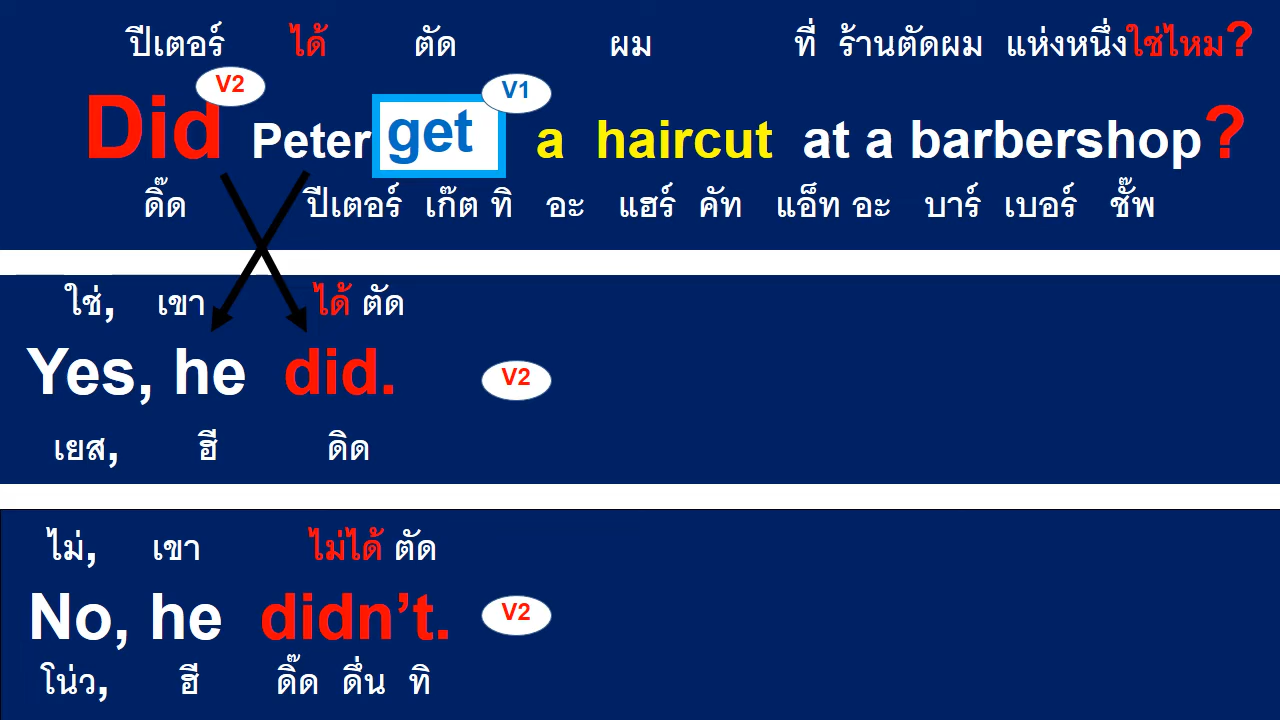 ปีเตอร์ ได้ ตัด ผม ที่ ร้านตัดผม แห่งหนึ่งใช่ไหม?
V2 V1
Did Peter get a haircut at a barbershop?
ดิ๊ด ปีเตอร์ เก๊ต ทิ อะ แฮร์ คัท แอ็ท อะ บาร์ เบอร์ ช็ั๊พ
ใช่, เขา ได้ ตัด
Yes, he did. V2
เยส, ฮี ดิด
ไม่, เขา ไม่ได้ ตัด
No, he didn’t. V2
โน่ว, ฮี ดิ๊ด ดึ่น ทิ